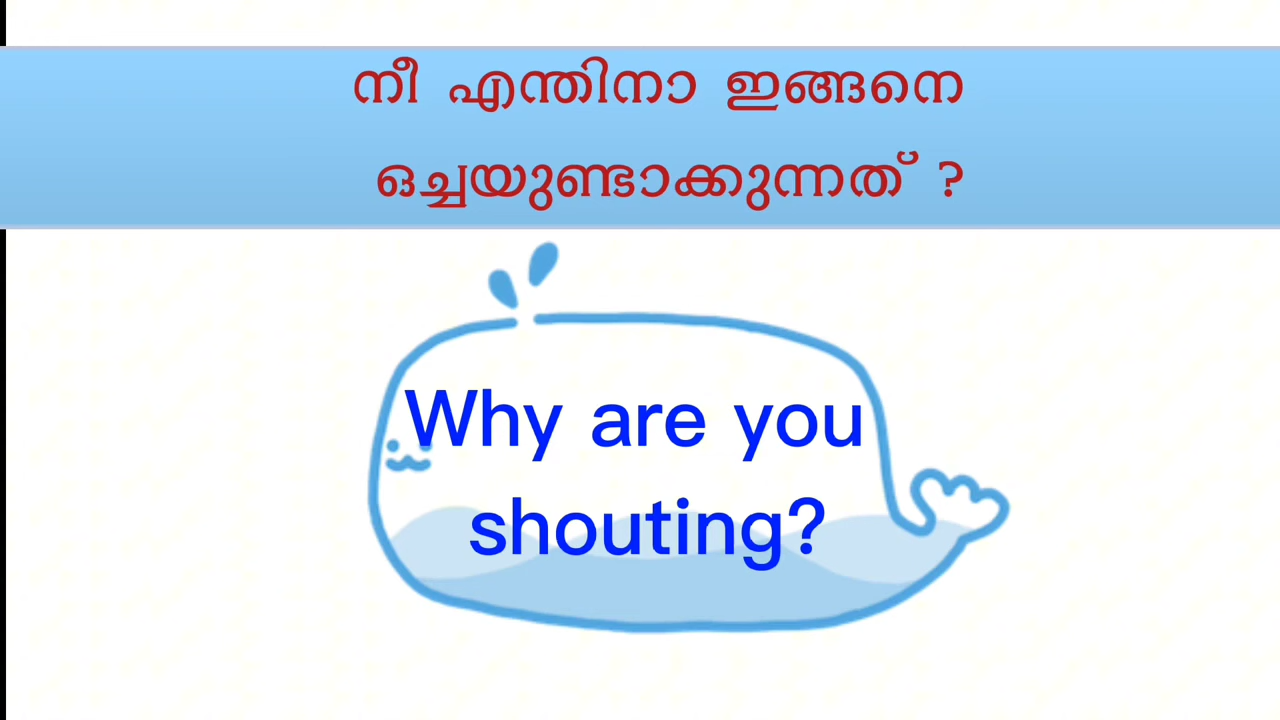 നീ എന്തിനാ ഇങ്ങനെ
ഒച്ചയുണ്ടാക്കുന്നത് ?
Why are you
shouting?